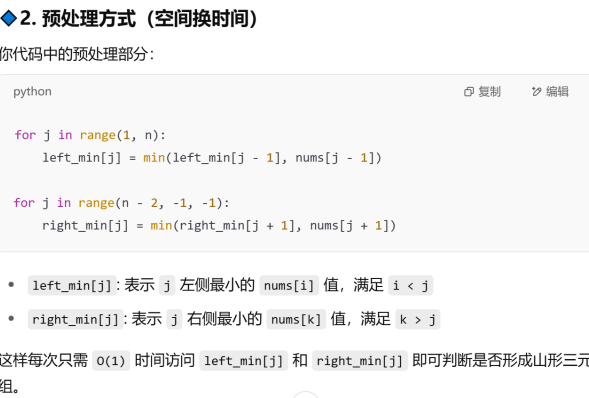 2. 预处理方式（空间换时间）
你代码中的预处理部分：
python 复制 编辑
for j in range(1, n):
    left_min[j] = min(left_min[j - 1], nums[j - 1])
for j in range(n - 2, -1, -1):
    right_min[j] = min(right_min[j + 1], nums[j + 1])
• left_min[j]：表示 j 左侧最小的 nums[i] 值，满足 i < j
• right_min[j]：表示 j 右侧最小的 nums[k] 值，满足 k > j
这样每次只需 O(1) 时间访问 left_min[j] 和 right_min[j] 即可判断是否形成山形三元
组。